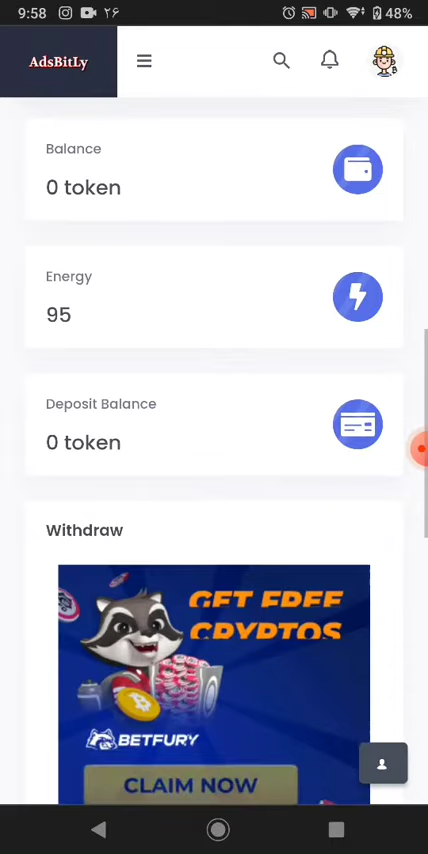 9:58 ۲۶ 48%
AdsBitLy
Balance
0 token
Energy
95
Deposit Balance
0 token
Withdraw
GET FREE
CRYPTOS
BETFURY
CLAIM NOW